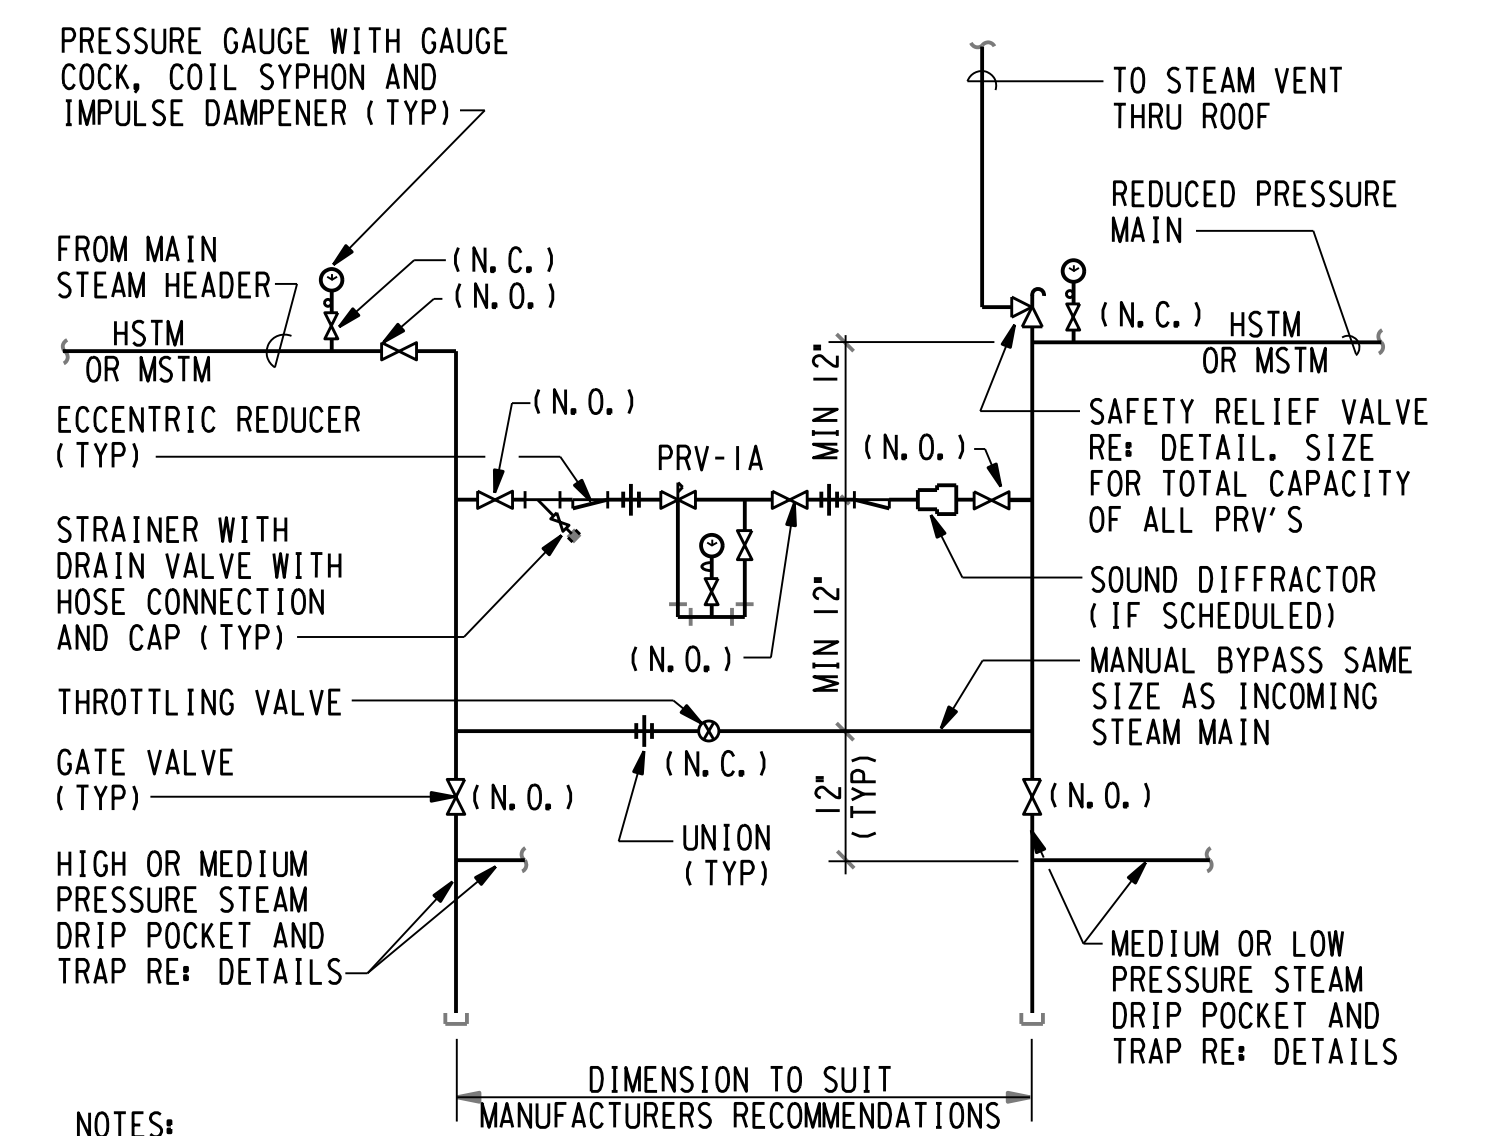 PRESSURE GAUGE WITH GAUGE
COCK, COIL SYPHON AND
IMPULSE DAMPENER (TYP)
TO STEAM VENT
THRU ROOF
REDUCED PRESSURE
MAIN
FROM MAIN
STEAM HEADER
(N.C.)
(N.O.)
HSTM
OR MSTM
(N.C.)
HSTM
OR MSTM
ECCENTRIC REDUCER
(TYP)
(N.O.)
PRV-1A
MIN 12"
(N.O.)
SAFETY RELIEF VALVE
RE: DETAIL. SIZE
FOR TOTAL CAPACITY
OF ALL PRV'S
STRAINER WITH
DRAIN VALVE WITH
HOSE CONNECTION
AND CAP (TYP)
SOUND DIFFRACTOR
(IF SCHEDULED)
(N.O.)
MIN 12"
MANUAL BYPASS SAME
SIZE AS INCOMING
STEAM MAIN
THROTTLING VALVE
(N.C.)
GATE VALVE
(TYP)
(N.O.)
12"
(TYP)
(N.O.)
UNION
(TYP)
HIGH OR MEDIUM
PRESSURE STEAM
DRIP POCKET AND
TRAP RE: DETAILS
MEDIUM OR LOW
PRESSURE STEAM
DRIP POCKET AND
TRAP RE: DETAILS
DIMENSION TO SUIT
MANUFACTURERS RECOMMENDATIONS
NOTES: